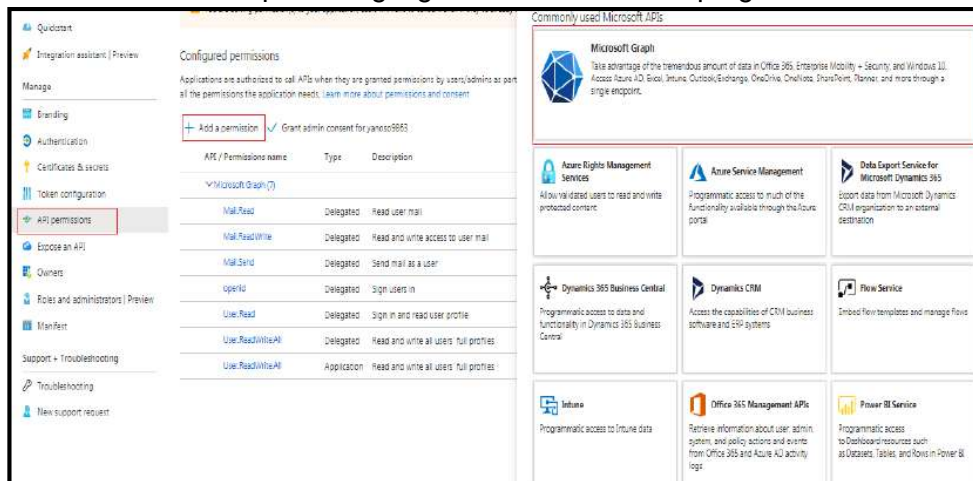 Quickstart
Integration assistant | Preview
Manage
Branding
Authentication
Certificates & secrets
Token configuration
API permissions
Expose an API
Owners
Roles and administrators | Preview
Manifest
Support + Troubleshooting
Troubleshooting
New support request
Configured permissions
Applications are authorized to call APIs when they are granted permissions by users/admins as part
all the permissions the application needs. Learn more about permissions and consent
+ Add a permission ✓ Grant admin consent for yanoso9863
API / Permissions name Type Description
Microsoft Graph (7)
Mail.Read Delegated Read user mail
Mail.ReadWrite Delegated Read and write access to user mail
Mail.Send Delegated Send mail as a user
openid Delegated Sign users in
User.Read Delegated Sign in and read user profile
User.ReadWrite.All Delegated Read and write all users' full profiles
User.ReadWrite.All Application Read and write all users' full profiles
Commonly used Microsoft APIs
Microsoft Graph
Take advantage of the tremendous amount of data in Office 365, Enterprise Mobility + Security, and Windows 10.
Access Azure AD, Excel, Intune, Outlook/Exchange, OneDrive, OneNote, SharePoint, Planner, and more through a
single endpoint.
Azure Rights Management
Services
Allow validated users to read and write
protected content
Azure Service Management
Programmatic access to much of the
functionality available through the Azure
portal
Data Export Service for
Microsoft Dynamics 365
Export data from Microsoft Dynamics
CRM organization to an external
destination
Dynamics 365 Business Central
Programmatic access to data and
functionality in Dynamics 365 Business
Central
Dynamics CRM
Access the capabilities of CRM business
software and ERP systems
Flow Service
Embed flow templates and manage flows
Intune
Programmatic access to Intune data
Office 365 Management APIs
Retrieve information about user, admin,
system, and policy actions and events
from Office 365 and Azure AD activity
logs
Power BI Service
Programmatic access
to Dashboard resources such
as Datasets, Tables, and Rows in Power BI